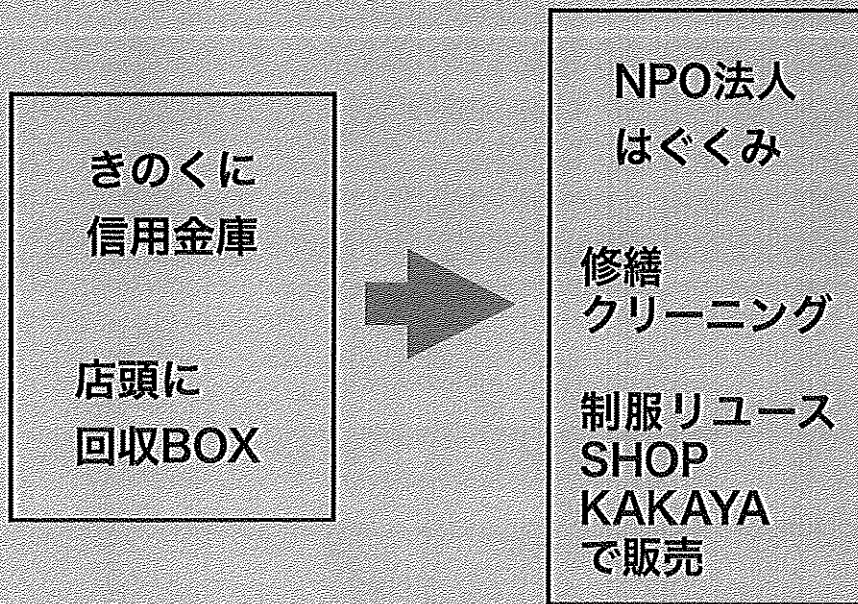 きのくに
信用金庫
店頭に
回収BOX
NPO法人
はぐくみ
修繕
クリーニング
制服リユース
SHOP
KAKAYA
で販売